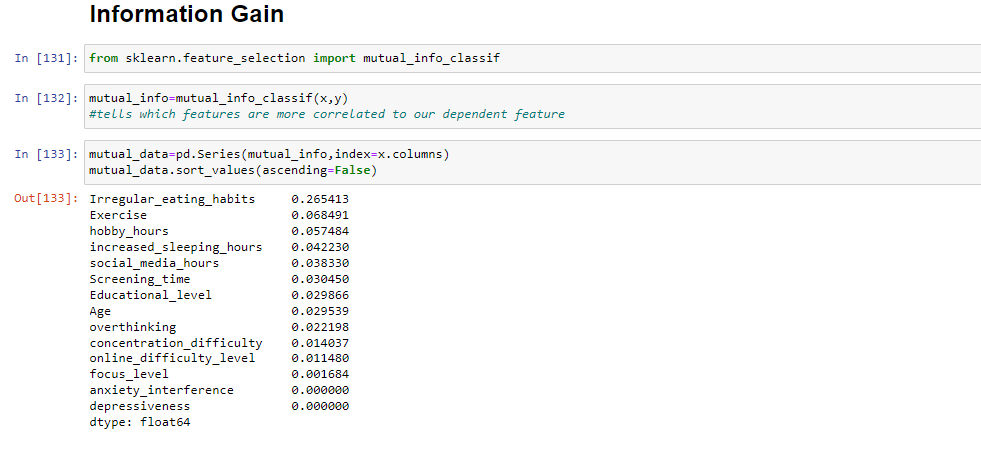 Information Gain
In [131]: from sklearn.feature_selection import mutual_info_classif
In [132]: mutual_info=mutual_info_classif(x,y)
#tells which features are more correlated to our dependent feature
In [133]: mutual_data=pd.Series(mutual_info,index=x.columns)
mutual_data.sort_values(ascending=False)
Out[133]: Irregular_eating_habits 0.265413
Exercise 0.068491
hobby_hours 0.057484
increased_sleeping_hours 0.042230
social_media_hours 0.038330
Screening_time 0.030450
Educational_level 0.029866
Age 0.029539
overthinking 0.022198
concentration_difficulty 0.014037
online_difficulty_level 0.011480
focus_level 0.001684
anxiety_interference 0.000000
depressiveness 0.000000
dtype: float64